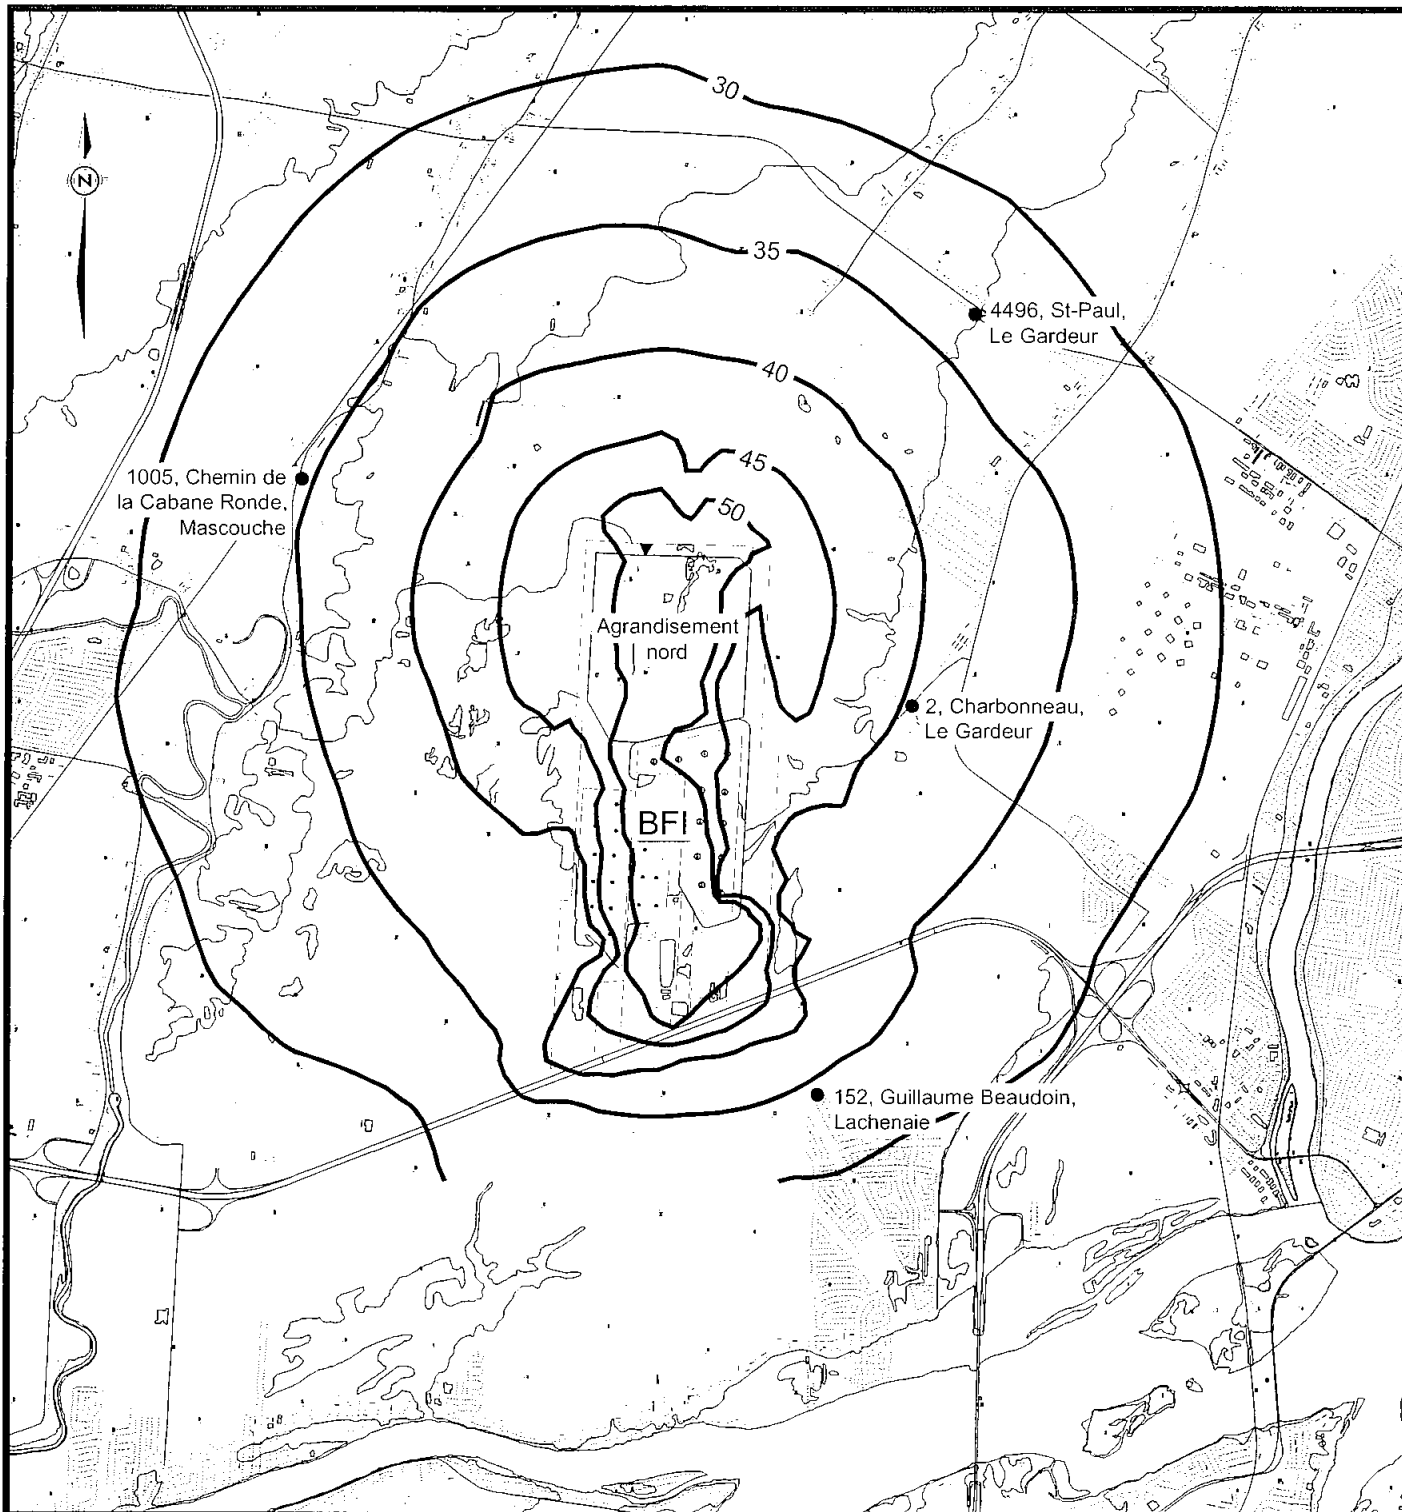 30
N
35
4496, St-Paul,
Le Gardeur
40
45
1005, Chemin de
la Cabane Ronde,
Mascouche
50
Agrandisement
nord
2, Charbonneau,
Le Gardeur
BFI
152, Guillaume Beaudoin,
Lachenaie